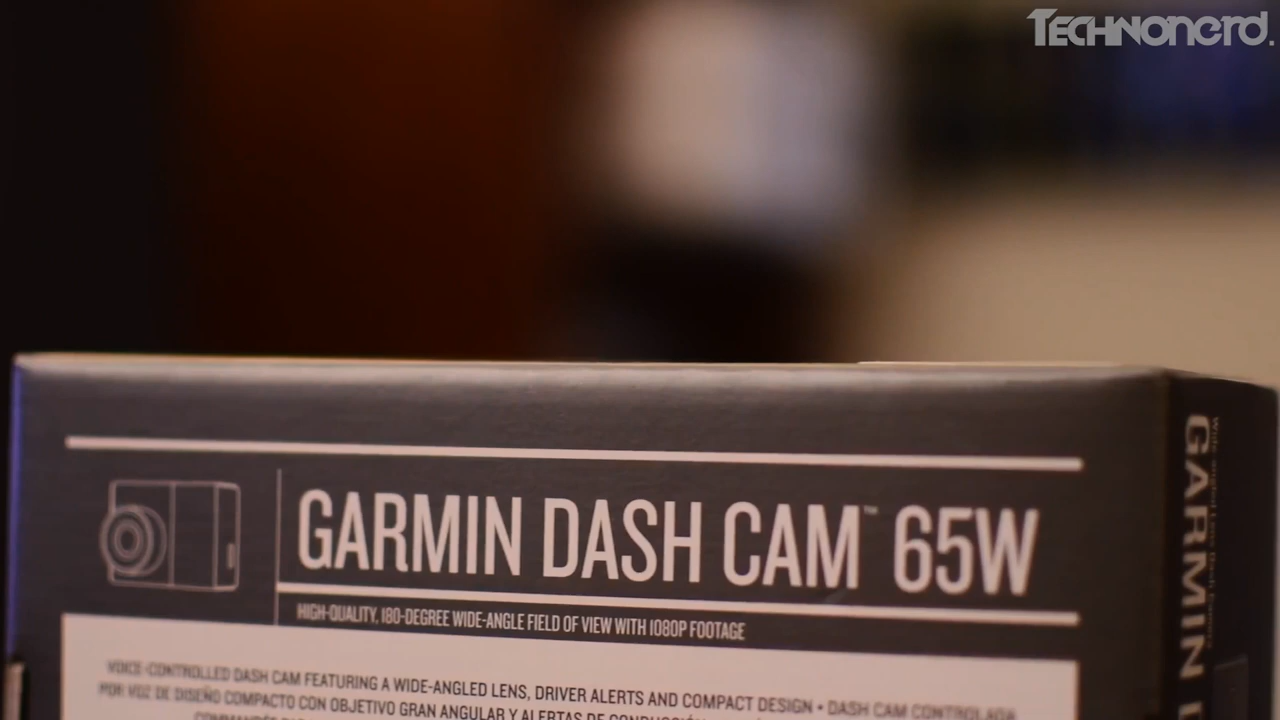 TECHNONERD.
GARMIN DASH CAM™ 65W
HIGH-QUALITY, 180-DEGREE WIDE-ANGLE FIELD OF VIEW WITH 1080P FOOTAGE
VOICE-CONTROLLED DASH CAM FEATURING A WIDE-ANGLED LENS, DRIVER ALERTS AND COMPACT DESIGN • DASH CAM CONTROLADA
POR VOZ DE DISEÑO COMPACTO CON OBJETIVO GRAN ANGULAR Y ALERTAS DE CONDUCCIÓN
GARMIN